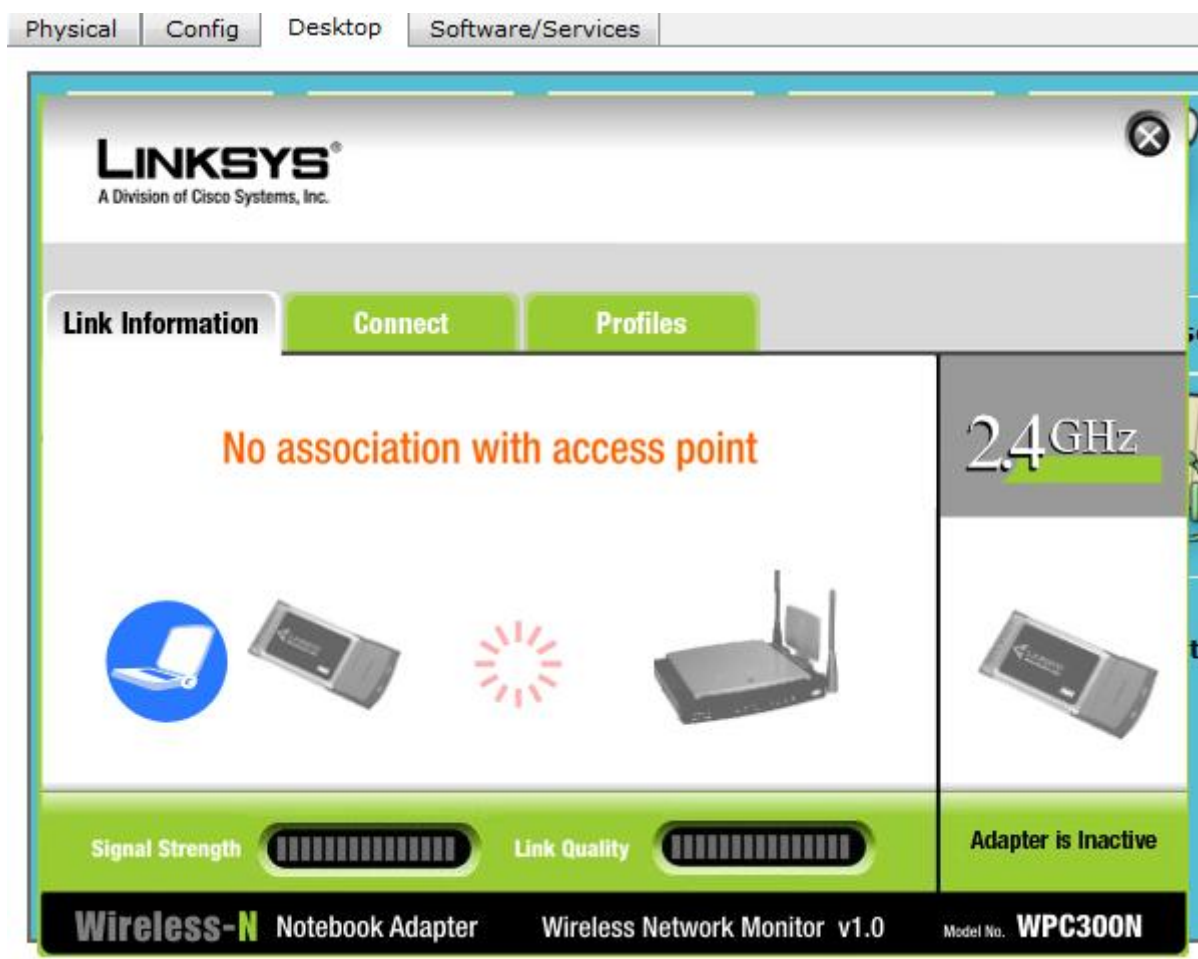 Physical Config Desktop Software/Services
LINKSYS®
A Division of Cisco Systems, Inc.
Link Information Connect Profiles
No association with access point
2.4 GHz
Signal Strength Link Quality Adapter is Inactive
Wireless-N Notebook Adapter Wireless Network Monitor v1.0 Model No. WPC300N